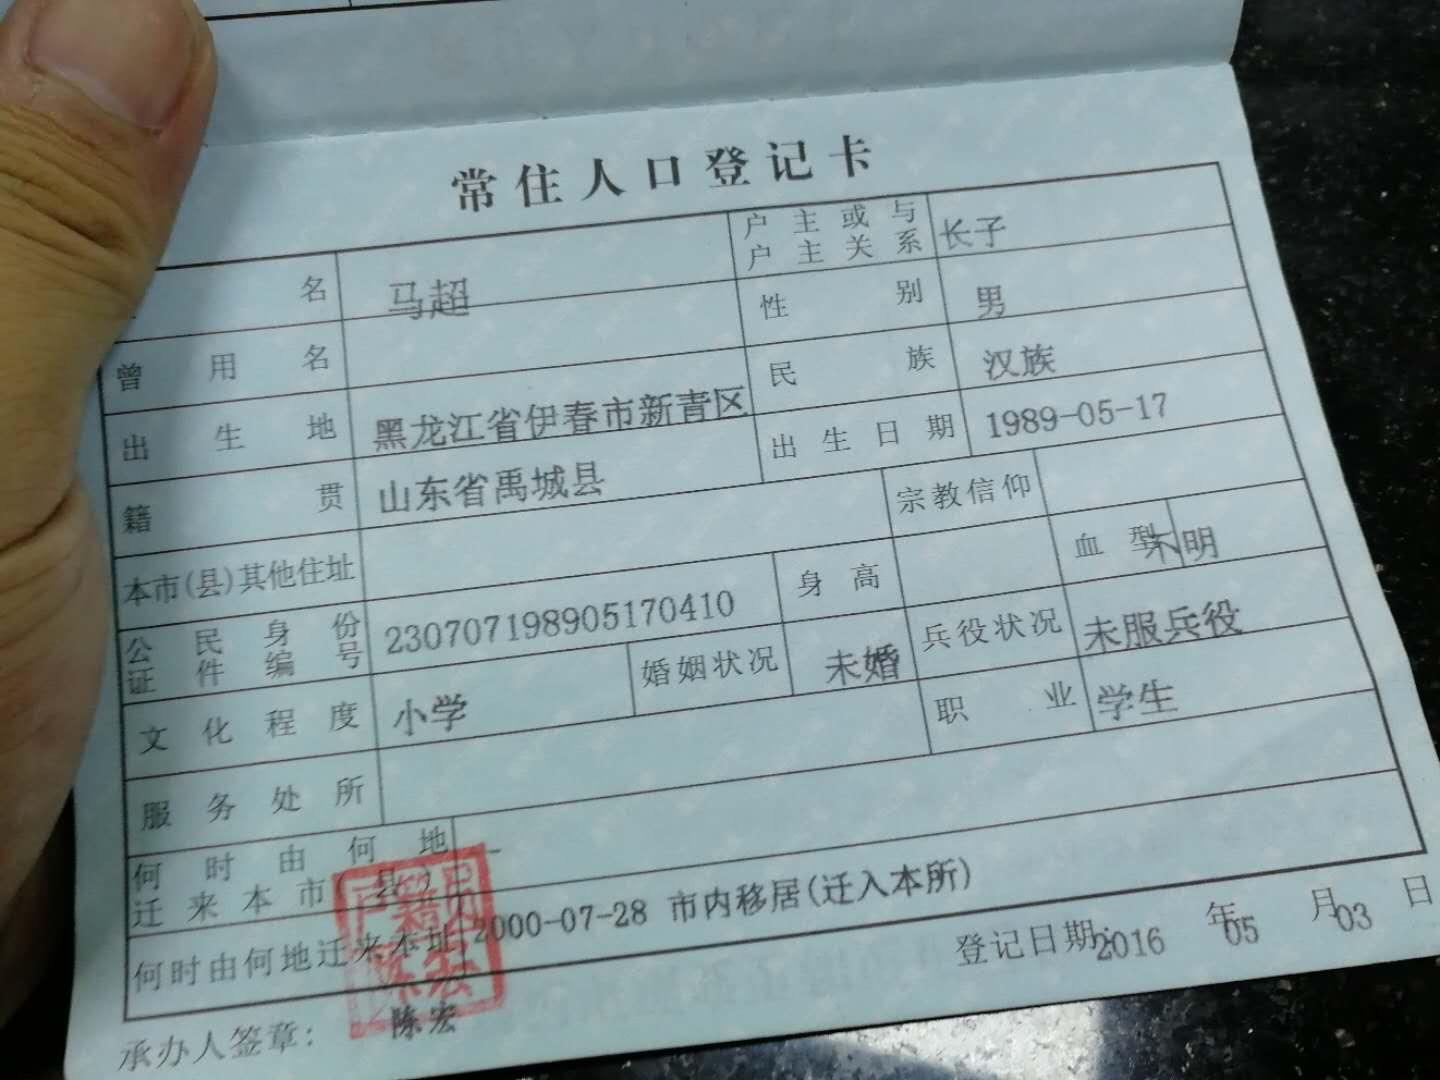 常住人口登记卡
名 马超 户主或与户主关系 长子
曾用名 性别 男
出生地 黑龙江省伊春市新青区 民族 汉族
籍贯 山东省禹城县 出生日期 1989-05-17
本市(县)其他住址 宗教信仰
公民身份证件编号 230707198905170410 身高 血型 不明
文化程度 小学 婚姻状况 未婚 兵役状况 未服兵役
服务处所 职业 学生
何时由何地迁来本市(县)
何时由何地迁来本址 2000-07-28 市内移居(迁入本所)
户籍员
陈宏
承办人签章: 陈宏 登记日期: 2016 年 05 月 03 日